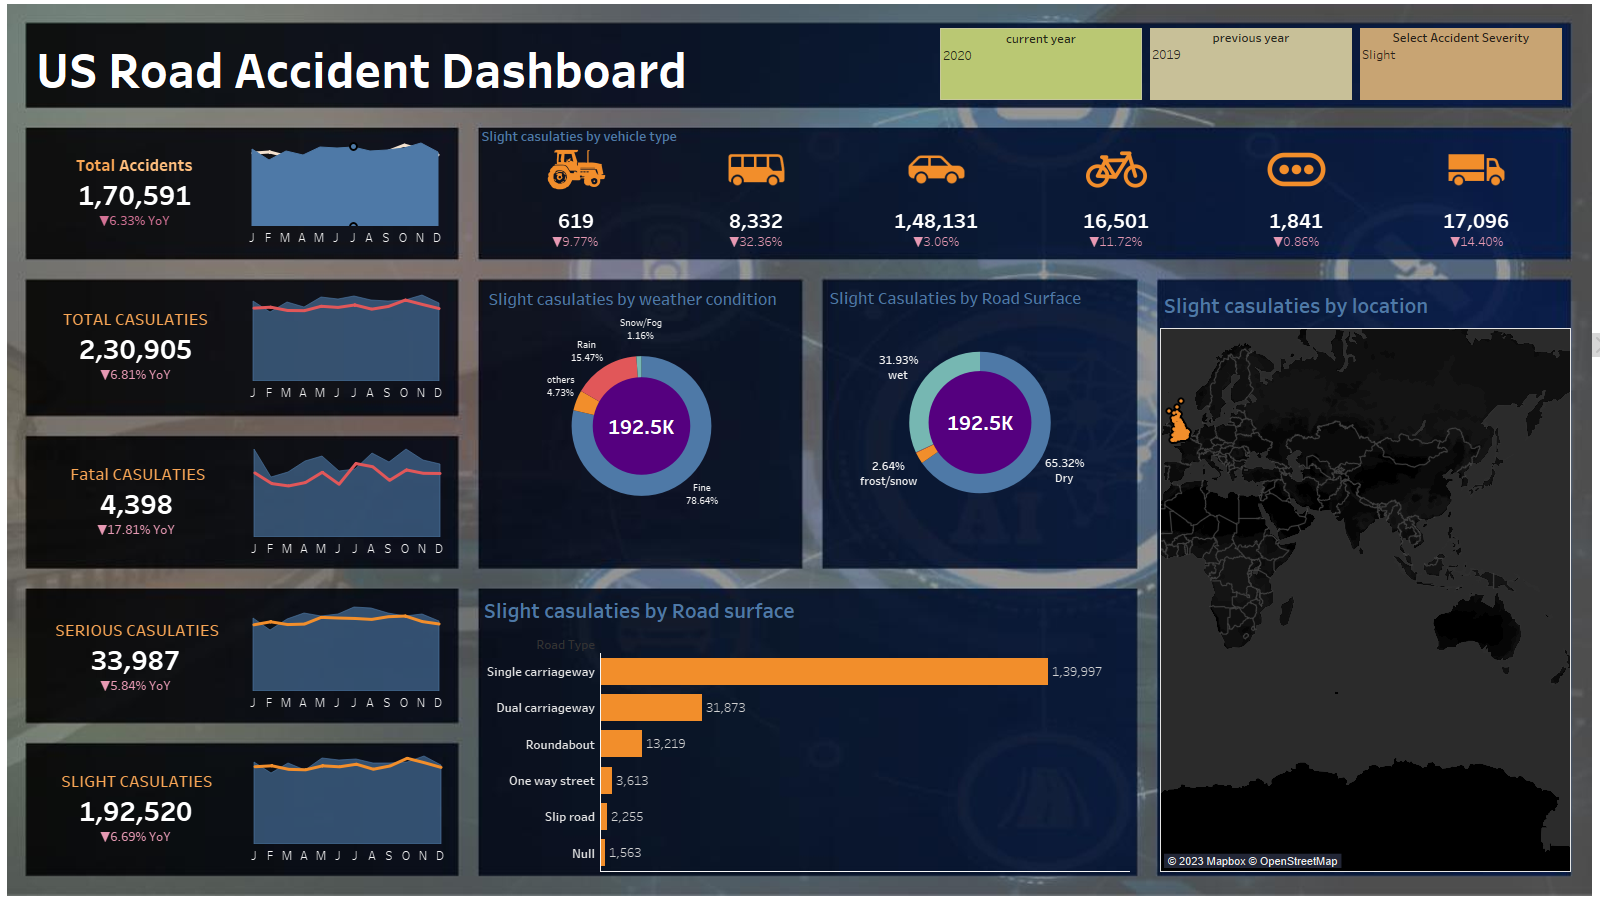 US Road Accident Dashboard
current year
2020
previous year
2019
Select Accident Severity
Slight
Total Accidents
1,70,591
▼6.33% YoY
J F M A M J J A S O N D
TOTAL CASULATIES
2,30,905
▼6.81% YoY
J F M A M J J A S O N D
Fatal CASULATIES
4,398
▼17.81% YoY
J F M A M J J A S O N D
SERIOUS CASULATIES
33,987
▼5.84% YoY
J F M A M J J A S O N D
SLIGHT CASULATIES
1,92,520
▼6.69% YoY
J F M A M J J A S O N D
Slight casulaties by vehicle type
619
▼9.77%
8,332
▼32.36%
1,48,131
▼3.06%
16,501
▼11.72%
1,841
▼0.86%
17,096
▼14.40%
Slight casulaties by weather condition
Snow/Fog
1.16%
Rain
15.47%
others
4.73%
192.5K
Fine
78.64%
Slight Casulaties by Road Surface
31.93%
wet
192.5K
2.64%
frost/snow
65.32%
Dry
AI
Slight casulaties by location
© 2023 Mapbox © OpenStreetMap
Slight casulaties by Road surface
Road Type
Single carriageway
1,39,997
Dual carriageway
31,873
Roundabout
13,219
One way street
3,613
Slip road
2,255
Null
1,563